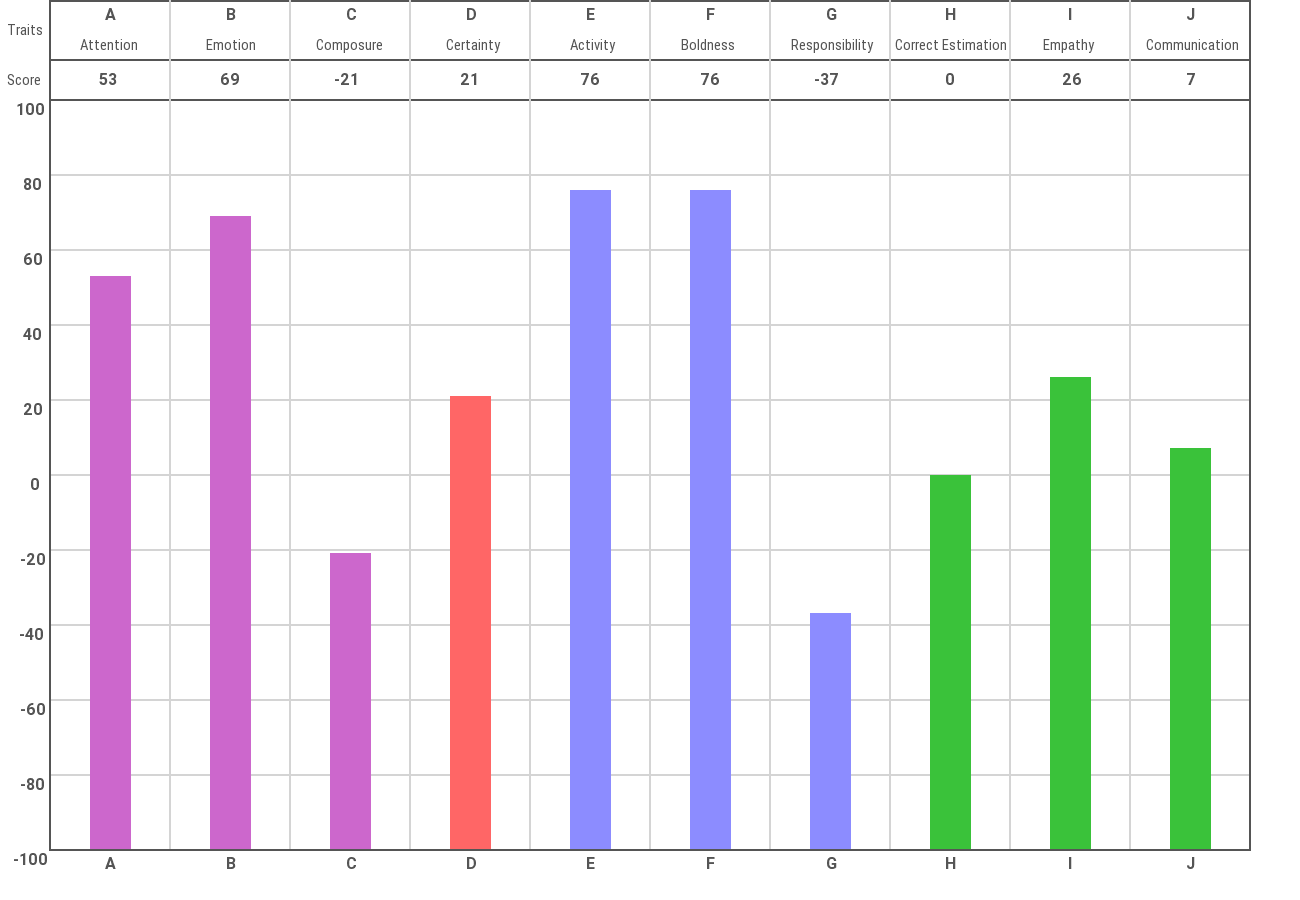 Traits A B C D E F G H I J
Attention Emotion Composure Certainty Activity Boldness Responsibility Correct Estimation Empathy Communication
Score 53 69 -21 21 76 76 -37 0 26 7
100
80
60
40
20
0
-20
-40
-60
-80
-100
A B C D E F G H I J